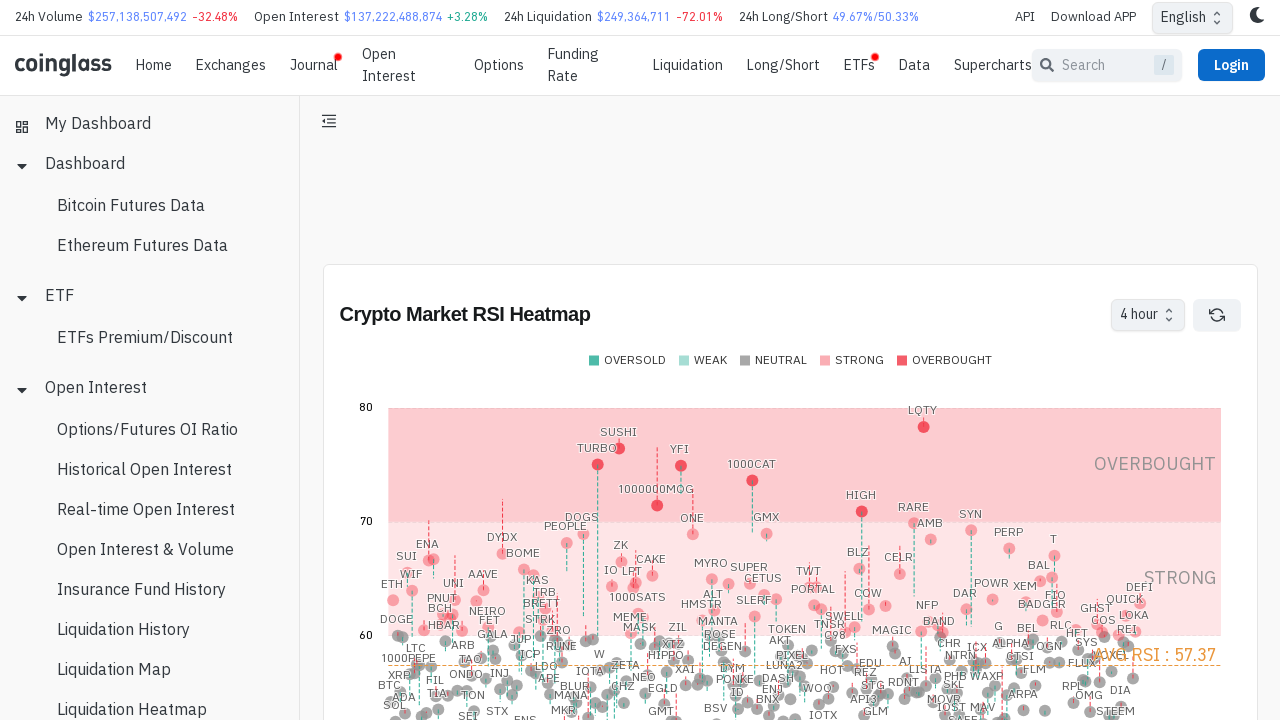 24h Volume $257,138,507,492 -32.48% Open Interest $137,222,488,874 +3.28% 24h Liquidation $249,364,711 -72.01% 24h Long/Short 49.67%/50.33% API Download APP English
coinglass Home Exchanges Journal Open Interest Options Funding Rate Liquidation Long/Short ETFs Data Supercharts Search / Login
My Dashboard
Dashboard
Bitcoin Futures Data
Ethereum Futures Data
ETF
ETFs Premium/Discount
Open Interest
Options/Futures OI Ratio
Historical Open Interest
Real-time Open Interest
Open Interest & Volume
Insurance Fund History
Liquidation History
Liquidation Map
Liquidation Heatmap
Crypto Market RSI Heatmap 4 hour
OVERSOLD WEAK NEUTRAL STRONG OVERBOUGHT
80
LQTY
SUSHI
TURBO YFI
OVERBOUGHT
1000CAT
1000000MOG
HIGH
RARE
70
DOGS ONE GMX SYN
PEOPLE AMB
DYDX PERP
ENA ZK T
SUI BOME CAKE BLZ
CELR
MYRO SUPER BAL
WIF AAVE IO LPT TWT
ETH UNI KAS CETUS STRONG
POWR XEM DEFI
PNUT TRB 1000SATS ALT PORTAL COW DAR FIO
BCH NEIRO BRETT HMSTR SLERF NFP BADGER GHST QUICK
DOGE FET STRK MEME MANTA SWELL BAND RLC COS LOKA
HBAR ZRO MASK ZIL TOKEN TNSR MAGIC G BEL HFT REI
60
GALA JUP ROSE C98
LTC ARB RUNE XTZ DEGEN AKT FXS CHR ICX ALPHA OGN SYS
1000PEPE TAO ICP W HIPPO PIXEL NTRN CTSI AVG RSI : 57.37
XRP ONDO INJ LDO IOTA ZETA XAI DYM LUNA2 HOT EDU AI LISTA FLM FLUX
BTC HIL APE NEO PONKE DASH REZ PHB WAXP
ADA TIA TON BLUR GHZ EGLD ID ENJ WOO STG RDNT SKL ARPA RPL DIA
SOL MANA BNX API3 MOVR OMG
SEI STX MKR GMT BSV IOTX GLM IOST MAV STEEM
ENS